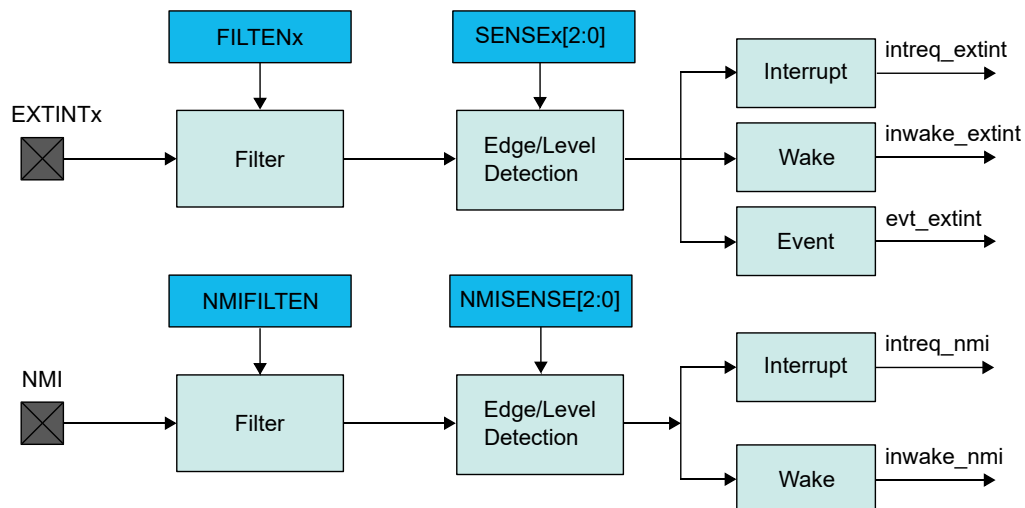 FILTENx
SENSEx[2:0]
intreq_extint
Interrupt
EXTINTx
Filter
Edge/Level
Detection
inwake_extint
Wake
evt_extint
Event
NMIFILTEN
NMISENSE[2:0]
intreq_nmi
Interrupt
NMI
Filter
Edge/Level
Detection
inwake_nmi
Wake